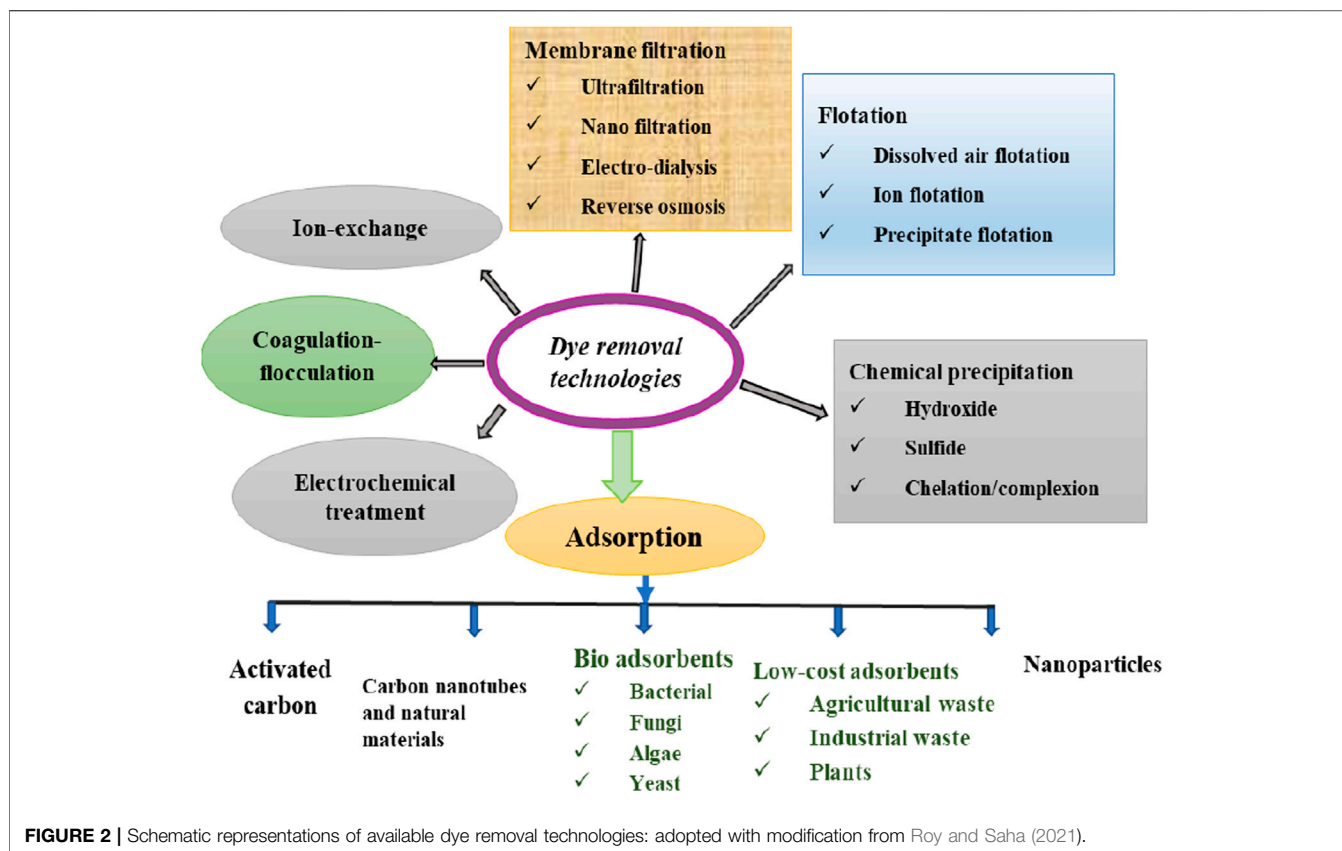 Membrane filtration
✓ Ultrafiltration
✓ Nano filtration
✓ Electro-dialysis
✓ Reverse osmosis
Flotation
✓ Dissolved air flotation
✓ Ion flotation
✓ Precipitate flotation
Ion-exchange
Coagulation-
flocculation
Dye removal
technologies
Chemical precipitation
✓ Hydroxide
✓ Sulfide
✓ Chelation/complexion
Electrochemical
treatment
Adsorption
Activated
carbon
Carbon nanotubes
and natural
materials
Bio adsorbents
✓ Bacterial
✓ Fungi
✓ Algae
✓ Yeast
Low-cost adsorbents
✓ Agricultural waste
✓ Industrial waste
✓ Plants
Nanoparticles
FIGURE 2 | Schematic representations of available dye removal technologies: adopted with modification from Roy and Saha (2021).